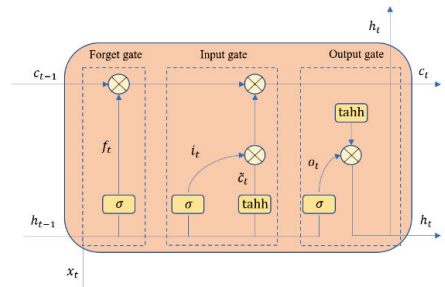 h_t
Forget gate Input gate Output gate
c_{t-1} c_t
tahh
f_t i_t c̃_t o_t
σ σ tahh σ
h_{t-1} h_t
x_t